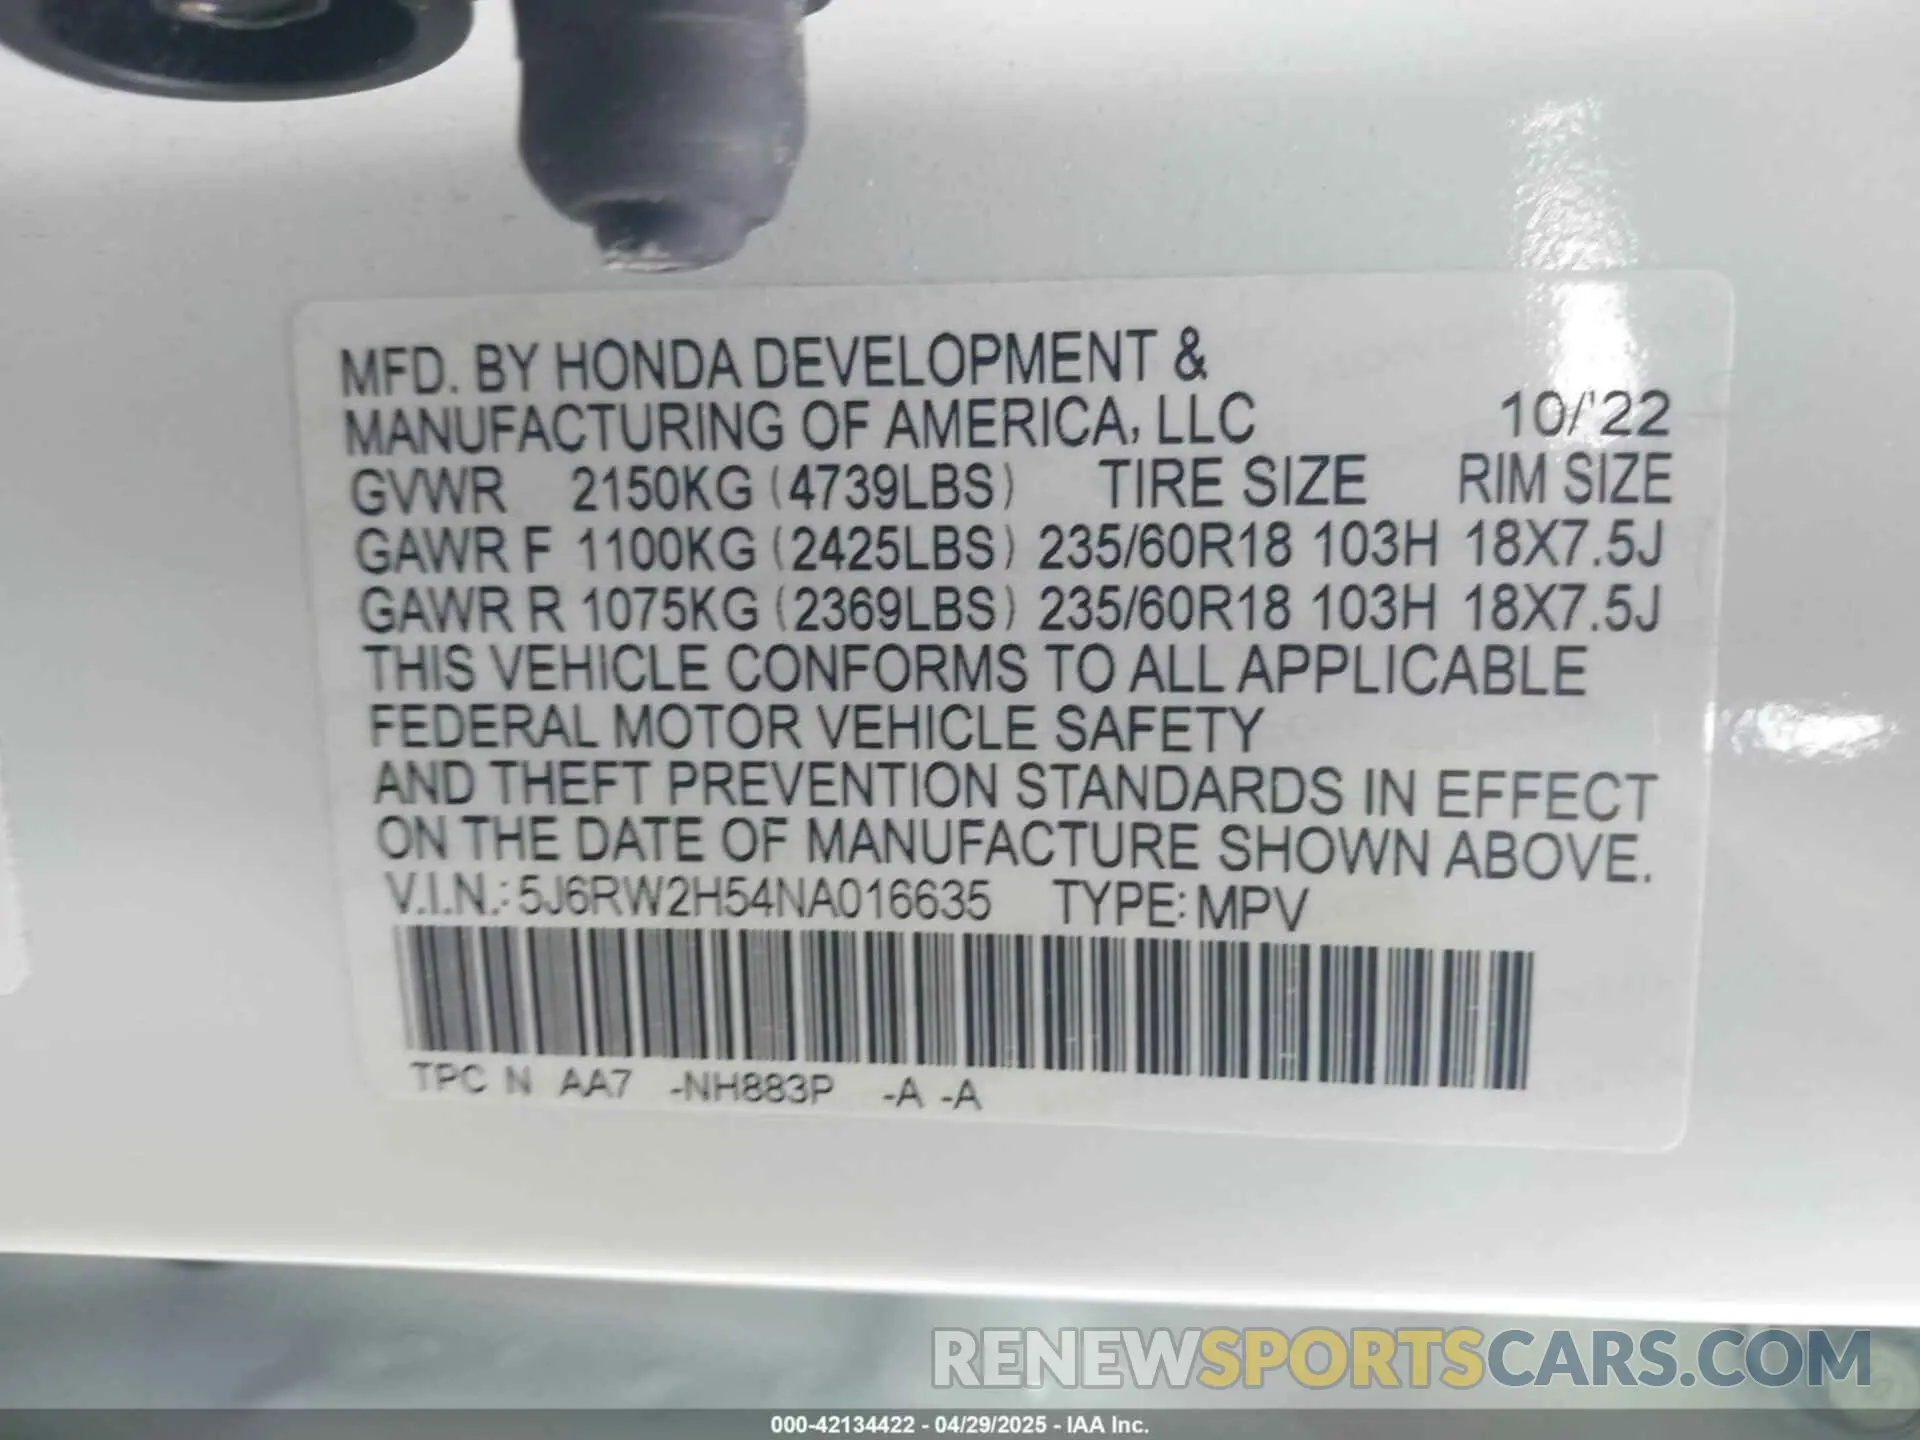 MFD. BY HONDA DEVELOPMENT &
MANUFACTURING OF AMERICA, LLC 10/'22
GVWR 2150KG (4739LBS) TIRE SIZE RIM SIZE
GAWR F 1100KG (2425LBS) 235/60R18 103H 18X7.5J
GAWR R 1075KG (2369LBS) 235/60R18 103H 18X7.5J
THIS VEHICLE CONFORMS TO ALL APPLICABLE
FEDERAL MOTOR VEHICLE SAFETY
AND THEFT PREVENTION STANDARDS IN EFFECT
ON THE DATE OF MANUFACTURE SHOWN ABOVE.
V.I.N.: 5J6RW2H54NA016635 TYPE: MPV
TPC N AA7 -NH883P -A -A
RENEWSPORTSCARS.COM
000-42134422 - 04/29/2025 - IAA Inc.